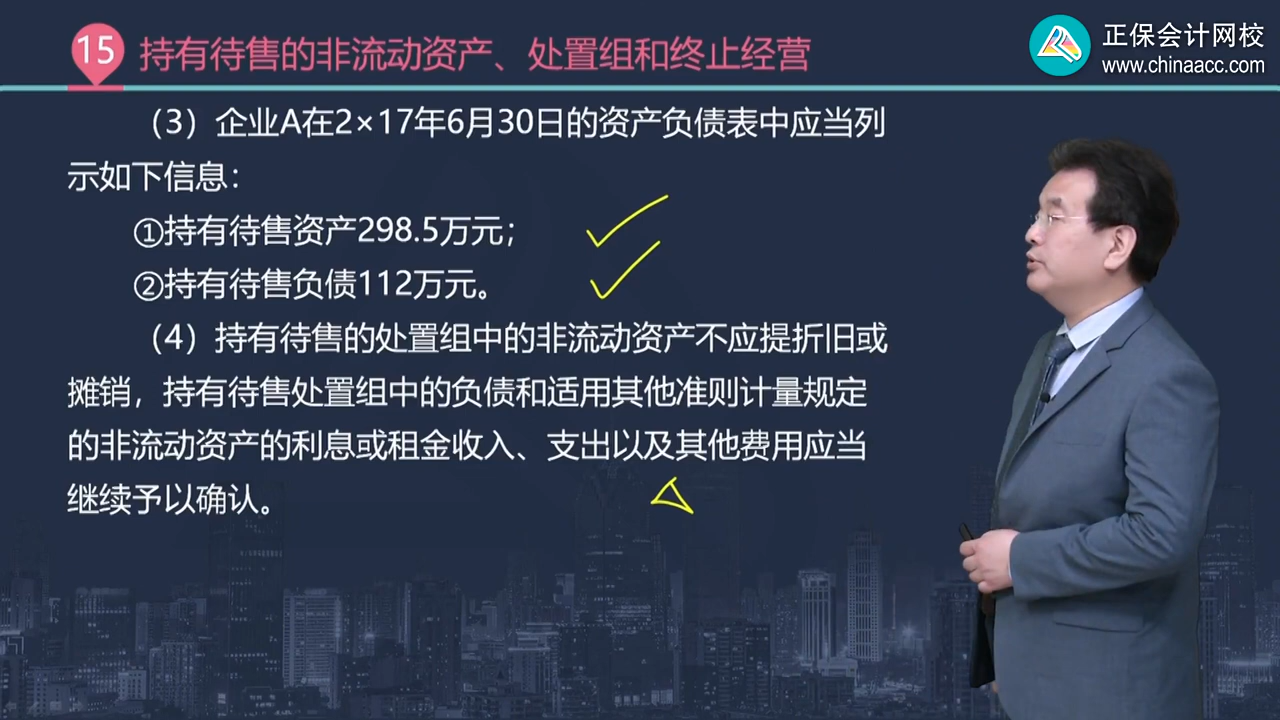 15 持有待售的非流动资产、处置组和终止经营
正保会计网校
www.chinaacc.com
（3）企业A在2×17年6月30日的资产负债表中应当列
示如下信息：
①持有待售资产298.5万元；
②持有待售负债112万元。
（4）持有待售的处置组中的非流动资产不应提折旧或
摊销，持有待售处置组中的负债和适用其他准则计量规定
的非流动资产的利息或租金收入、支出以及其他费用应当
继续予以确认。